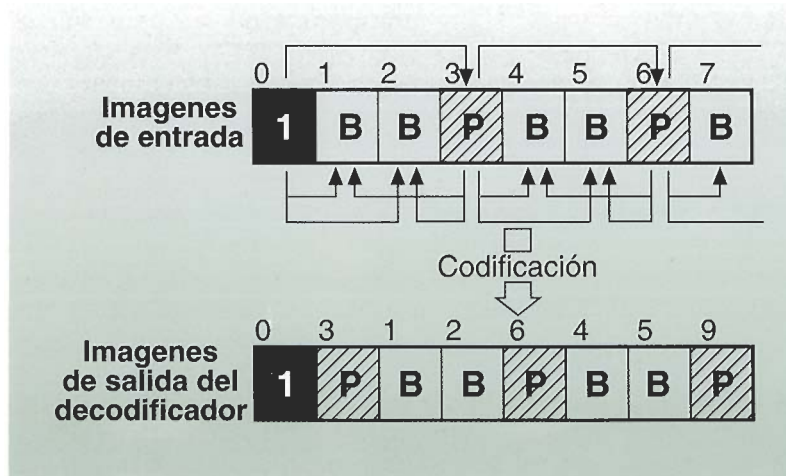 0 1 2 3 4 5 6 7
Imagenes
de entrada
1 B B P B B P B
Codificación
0 3 1 2 6 4 5 9
Imagenes
de salida del
decodificador
1 P B B P B B P